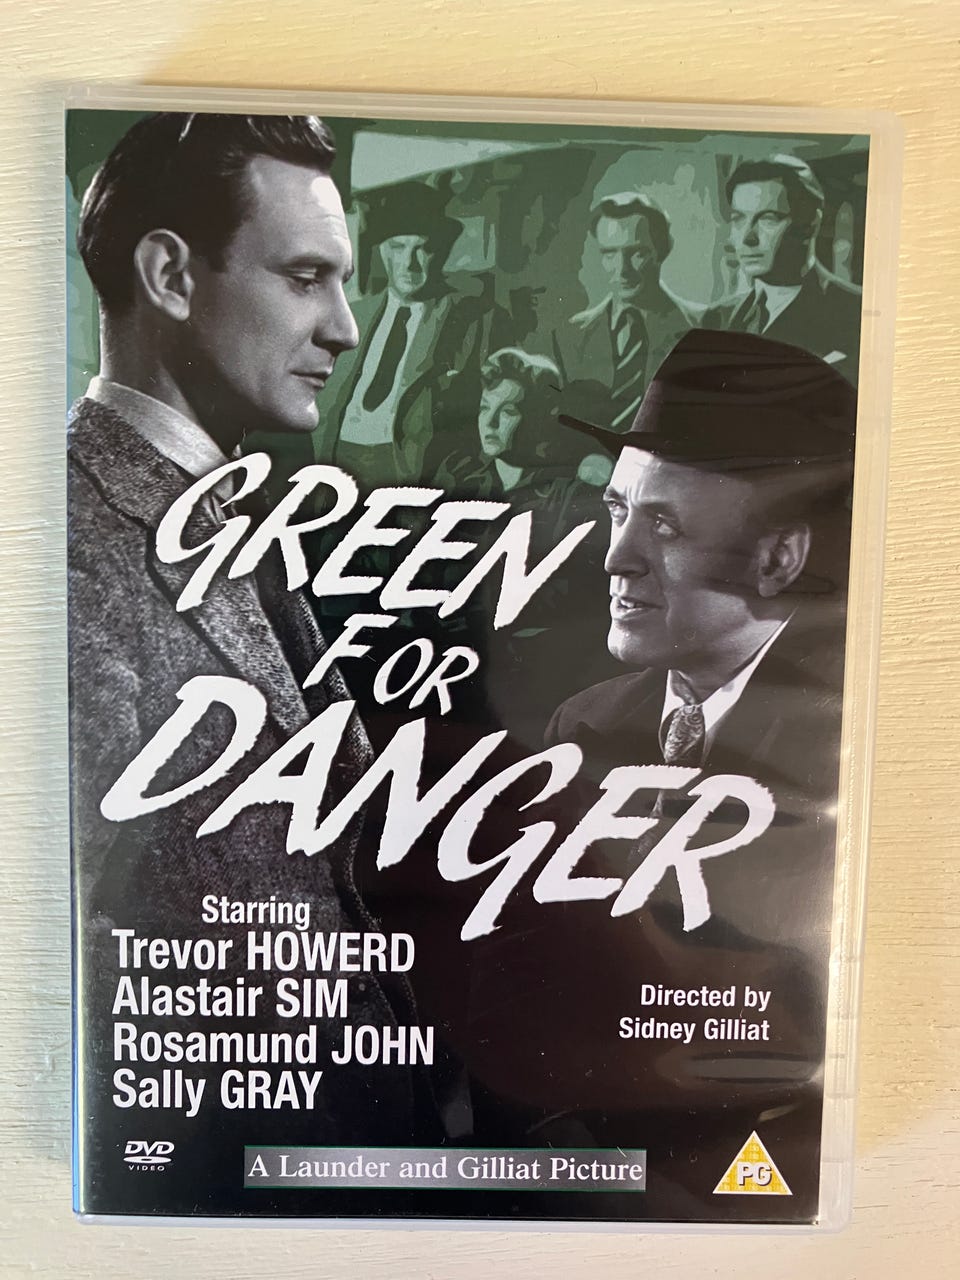 GREEN
FOR
DANGER
Starring
Trevor HOWERD
Alastair SIM
Rosamund JOHN
Sally GRAY
Directed by
Sidney Gilliat
DVD
VIDEO
A Launder and Gilliat Picture
PG